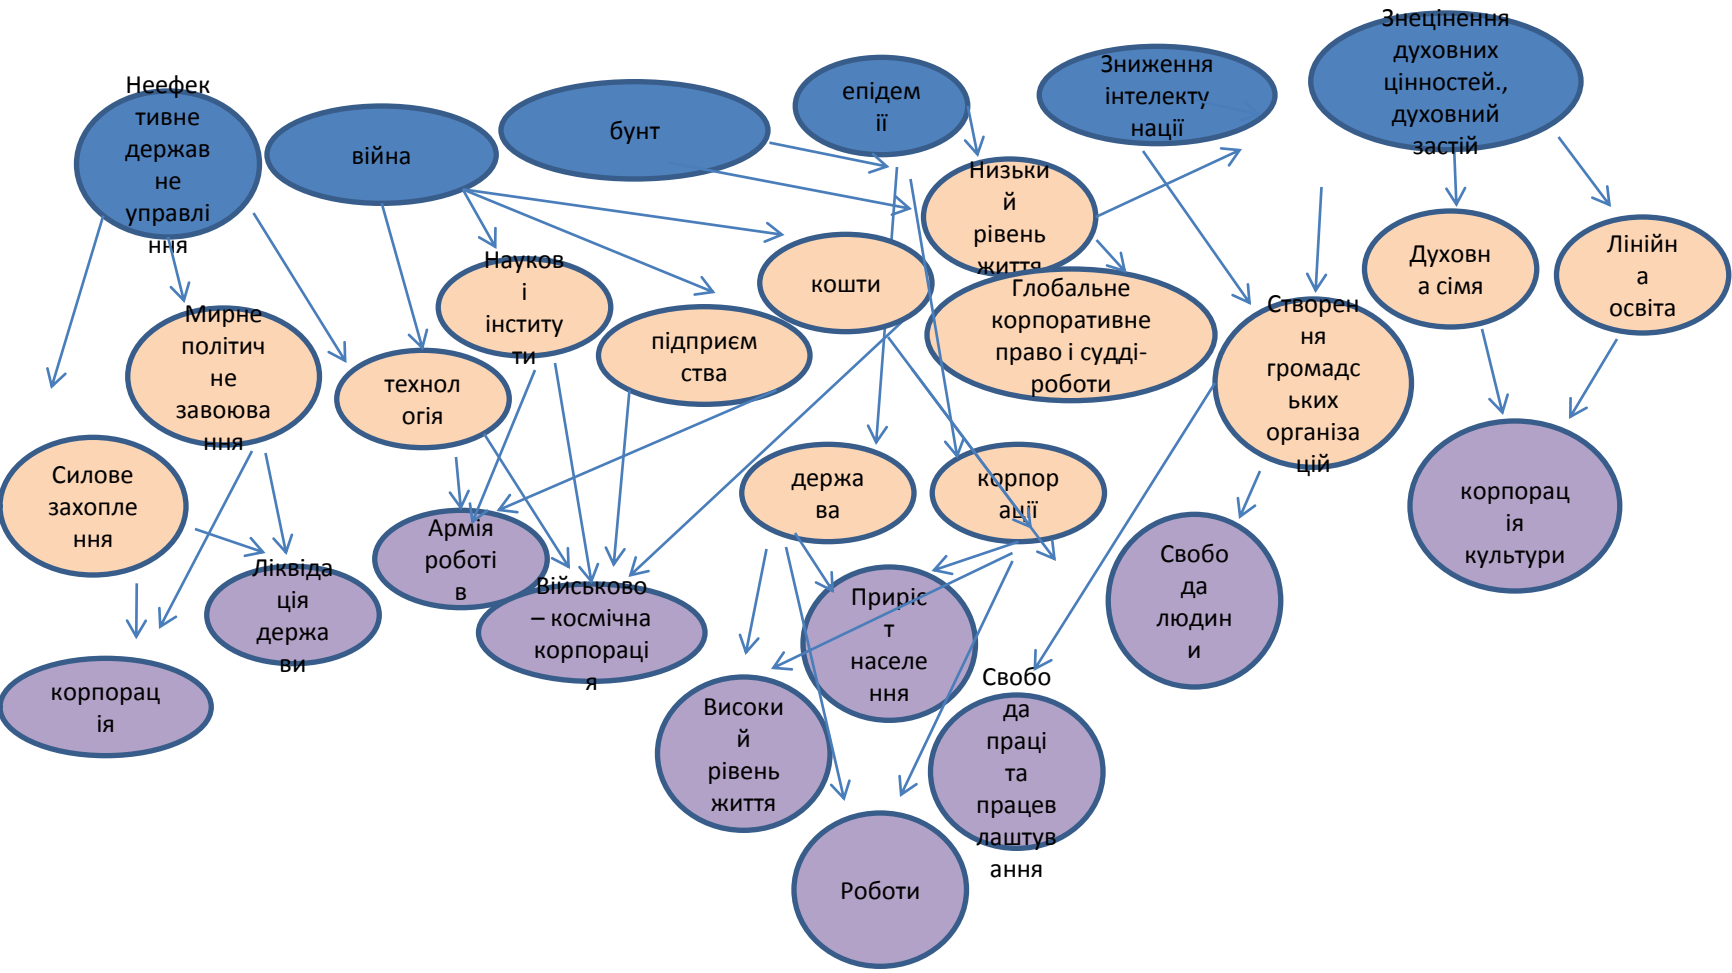 Неефек
тивне
держав
не
управлі
ння
війна
бунт
епідем
ії
Зниження
інтелекту
нації
Знецінення
духовних
цінностей.,
духовний
застій
Низьки
й
рівень
життя
Наукові
і
інститу
ти
кошти
Духовн
а сімя
Лінійн
а
освіта
Мирне
політич
не
завоюва
ння
технол
огія
підприєм
ства
Глобальне
корпоративне
право і судді-
роботи
Створен
ня
громадс
ьких
організа
цій
Силове
захопле
ння
держа
ва
корпор
ації
корпорац
ія
культури
Армія
роботі
в
Ліквіда
ція
держа
ви
Військово
– космічна
корпораці
я
Приріс
т
населе
ння
Свобо
да
людин
и
корпорац
ія
Високи
й
рівень
життя
Свобо
да
праці
та
працев
лаштув
ання
Роботи